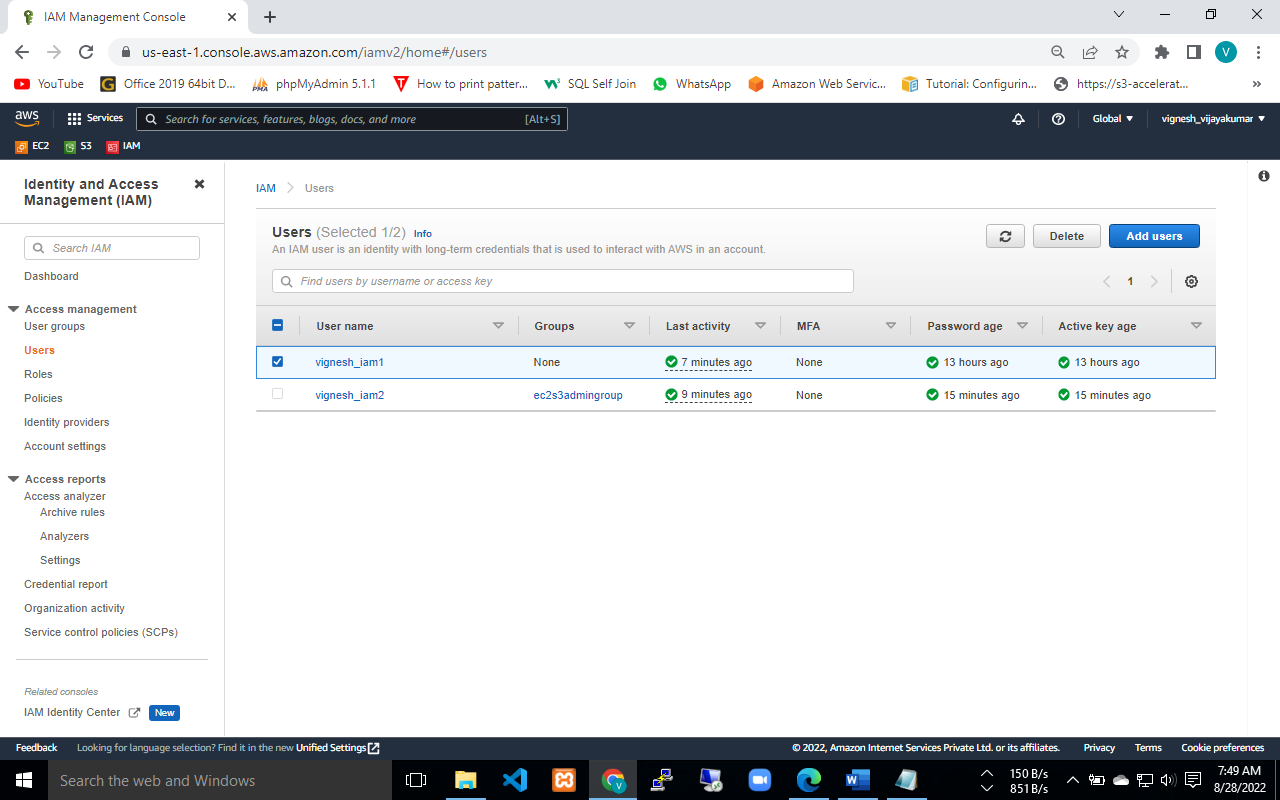 IAM Management Console
us-east-1.console.aws.amazon.com/iamv2/home#/users
V
YouTube
G
Office 2019 64bit D...
PMA
phpMyAdmin 5.1.1
T
How to print patter...
w3
SQL Self Join
WhatsApp
Amazon Web Servic...
Tutorial: Configurin...
https://s3-accelerat...
»
aws
Services
Search for services, features, blogs, docs, and more
[Alt+S]
Global
vignesh_vijayakumar
EC2
S3
IAM
Identity and Access
Management (IAM)
Search IAM
Dashboard
Access management
User groups
Users
Roles
Policies
Identity providers
Account settings
Access reports
Access analyzer
Archive rules
Analyzers
Settings
Credential report
Organization activity
Service control policies (SCPs)
Related consoles
IAM Identity Center
New
IAM > Users
Users (Selected 1/2) Info
An IAM user is an identity with long-term credentials that is used to interact with AWS in an account.
Delete
Add users
Find users by username or access key
1
User name Groups Last activity MFA Password age Active key age
vignesh_iam1 None 7 minutes ago None 13 hours ago 13 hours ago
vignesh_iam2 ec2s3admingroup 9 minutes ago None 15 minutes ago 15 minutes ago
Feedback
Looking for language selection? Find it in the new Unified Settings
© 2022, Amazon Internet Services Private Ltd. or its affiliates.
Privacy
Terms
Cookie preferences
Search the web and Windows
V
W
150 B/s
851 B/s
7:49 AM
8/28/2022